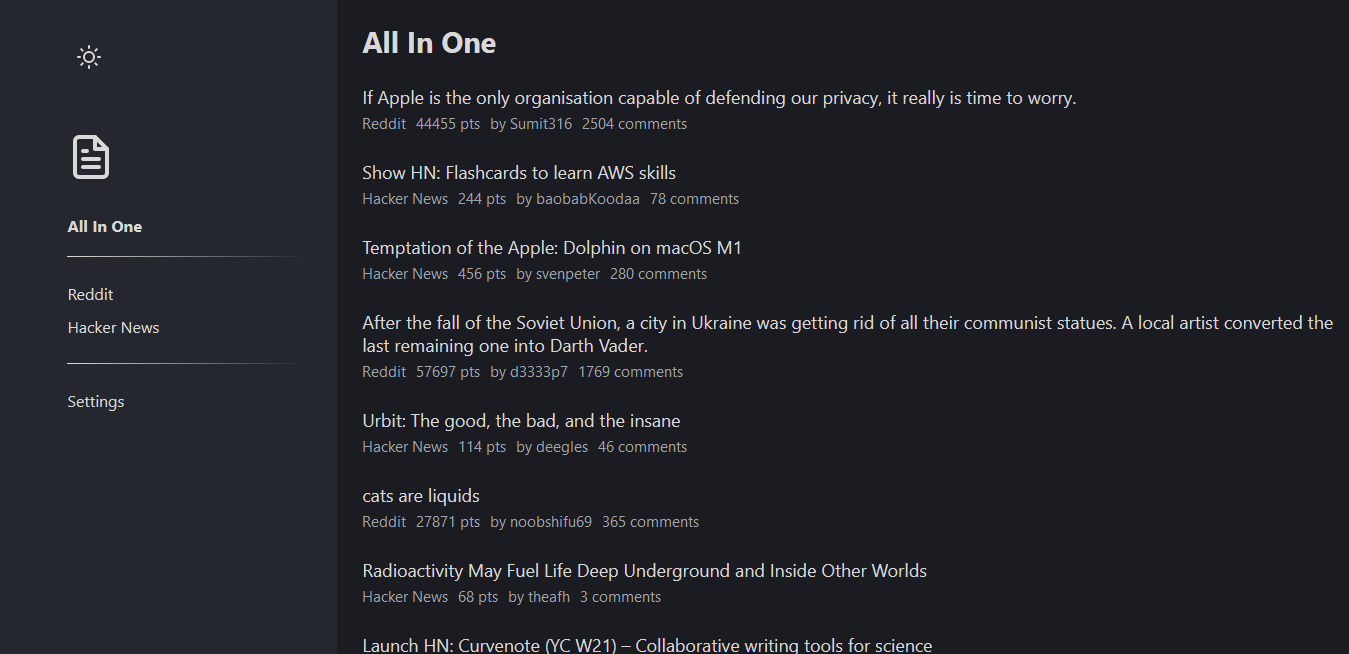 All In One
Reddit
Hacker News
Settings
All In One
If Apple is the only organisation capable of defending our privacy, it really is time to worry.
Reddit 44455 pts by Sumit316 2504 comments
Show HN: Flashcards to learn AWS skills
Hacker News 244 pts by baobabKoodaa 78 comments
Temptation of the Apple: Dolphin on macOS M1
Hacker News 456 pts by svenpeter 280 comments
After the fall of the Soviet Union, a city in Ukraine was getting rid of all their communist statues. A local artist converted the
last remaining one into Darth Vader.
Reddit 57697 pts by d3333p7 1769 comments
Urbit: The good, the bad, and the insane
Hacker News 114 pts by deegles 46 comments
cats are liquids
Reddit 27871 pts by noobshifu69 365 comments
Radioactivity May Fuel Life Deep Underground and Inside Other Worlds
Hacker News 68 pts by theafh 3 comments
Launch HN: Curvenote (YC W21) – Collaborative writing tools for science